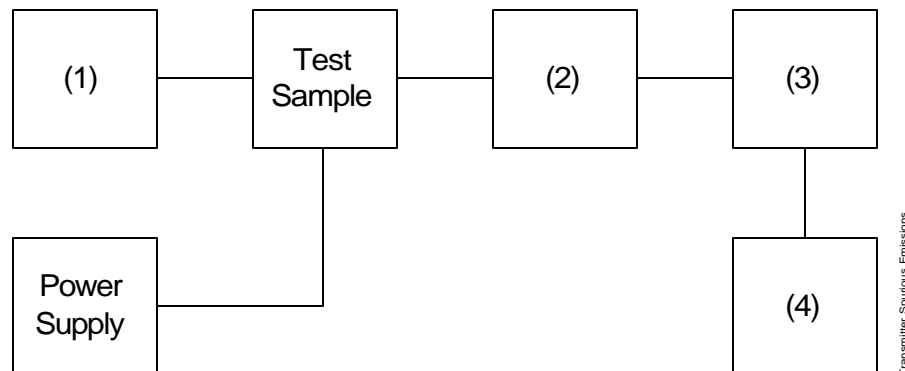 (1)
Test
Sample
(2)
(3)
Power
Supply
(4)
Transmitter Spurious Emissions